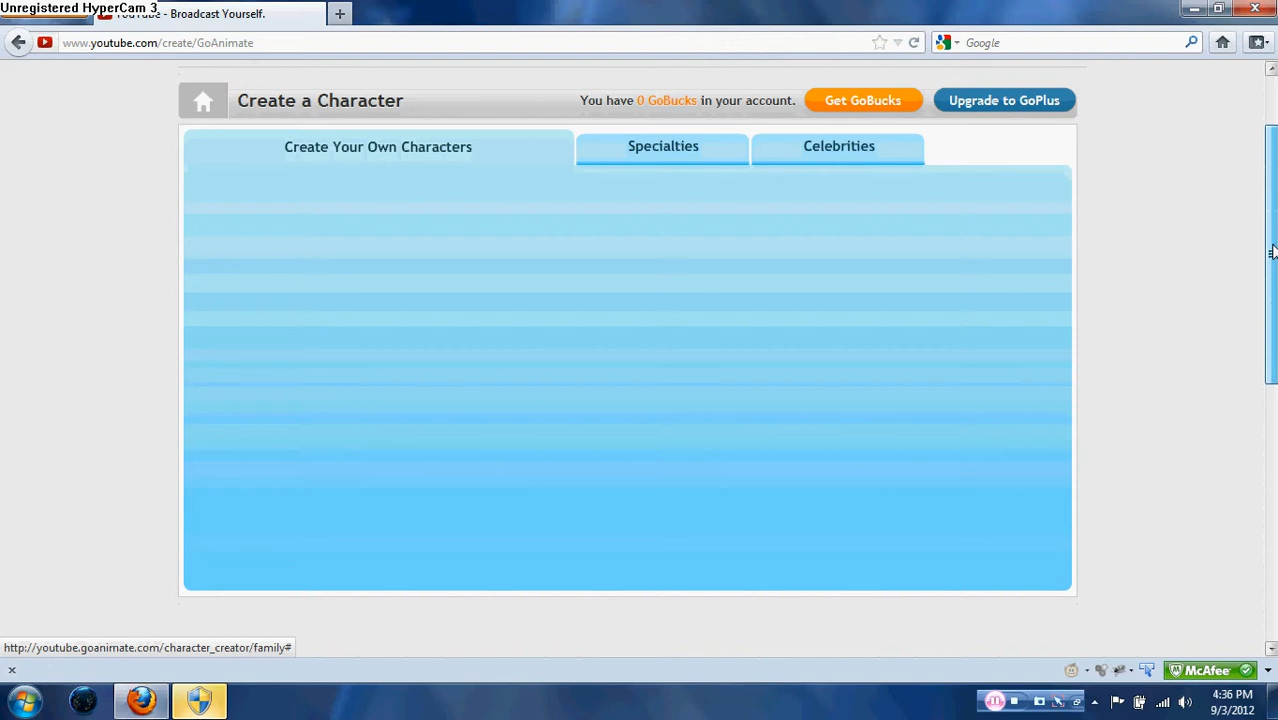 Unregistered HyperCam 3
YouTube - Broadcast Yourself.
www.youtube.com/create/GoAnimate
Google
Create a Character
You have 0 GoBucks in your account.
Get GoBucks
Upgrade to GoPlus
Create Your Own Characters
Specialties
Celebrities
http://youtube.goanimate.com/character_creator/family#
McAfee
4:36 PM
9/3/2012